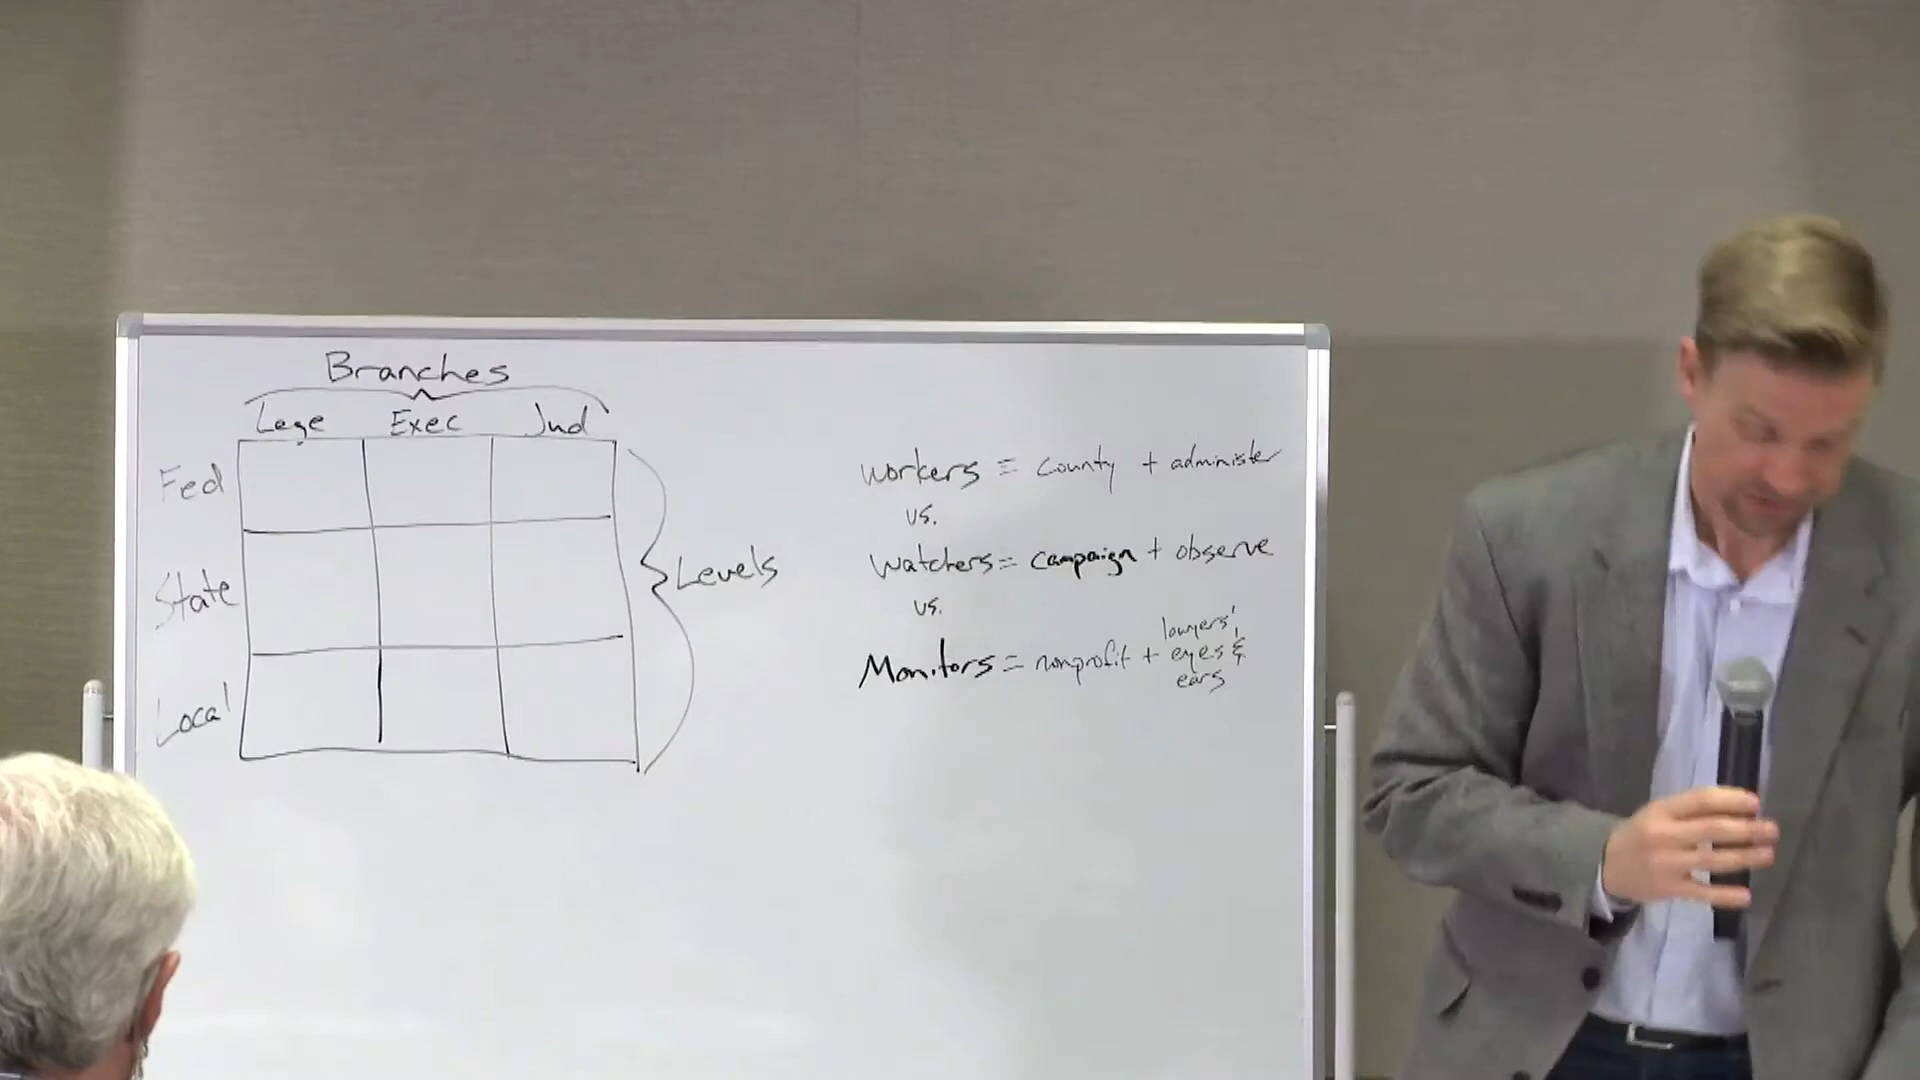 Branches
Lege Exec Jud
Fed
State
Local
Levels
workers = county + administer
vs.
watchers = campaign + observe
vs.
Monitors = nonprofit + lawyers' eyes & ears